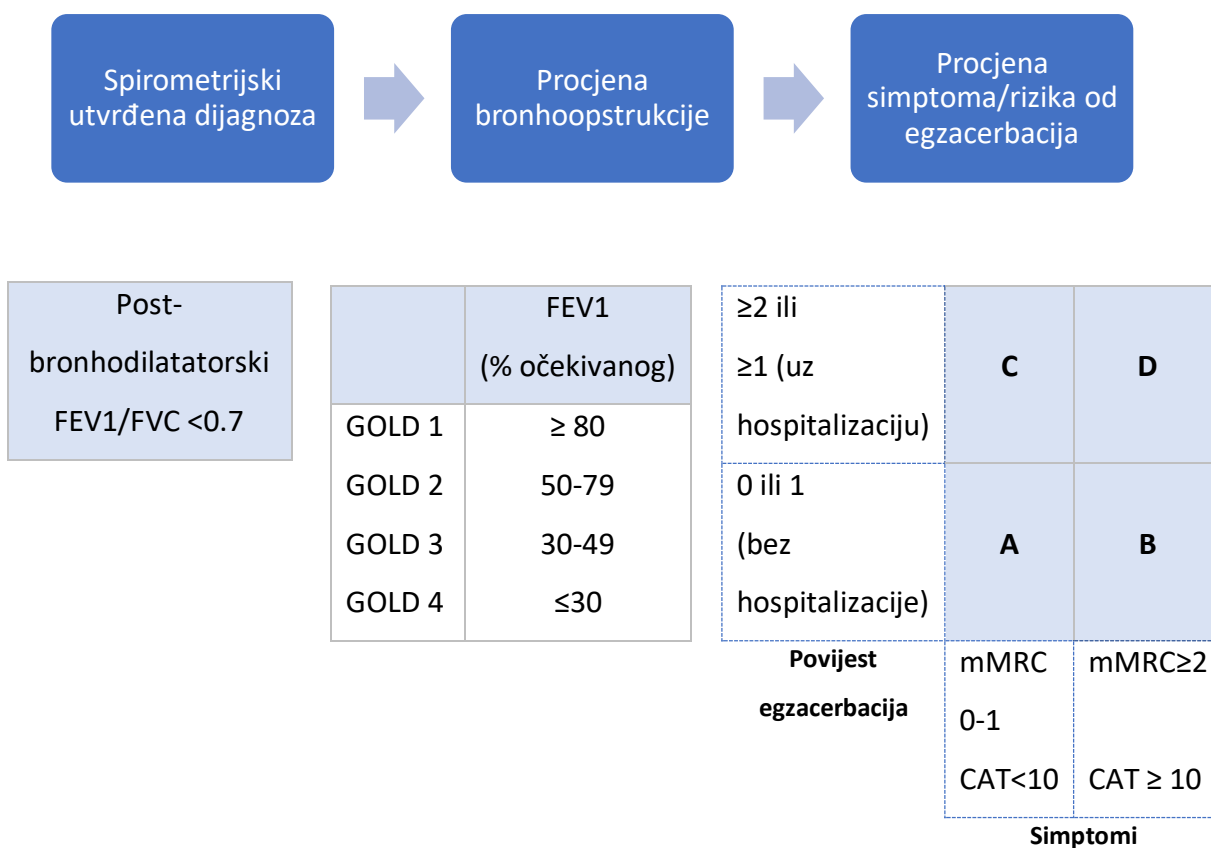 Spirometrijski
utvrđena dijagnoza
Procjena
bronhoopstrukcije
Procjena
simptoma/rizika od
egzacerbacija
Post-
bronhodilatatorski
FEV1/FVC <0.7
FEV1
(% očekivanog)
GOLD 1 ≥ 80
GOLD 2 50-79
GOLD 3 30-49
GOLD 4 ≤30
≥2 ili
≥1 (uz
hospitalizaciju)
C D
0 ili 1
(bez
hospitalizacije)
A B
Povijest
egzacerbacija
mMRC
0-1
CAT<10
mMRC≥2
CAT ≥ 10
Simptomi